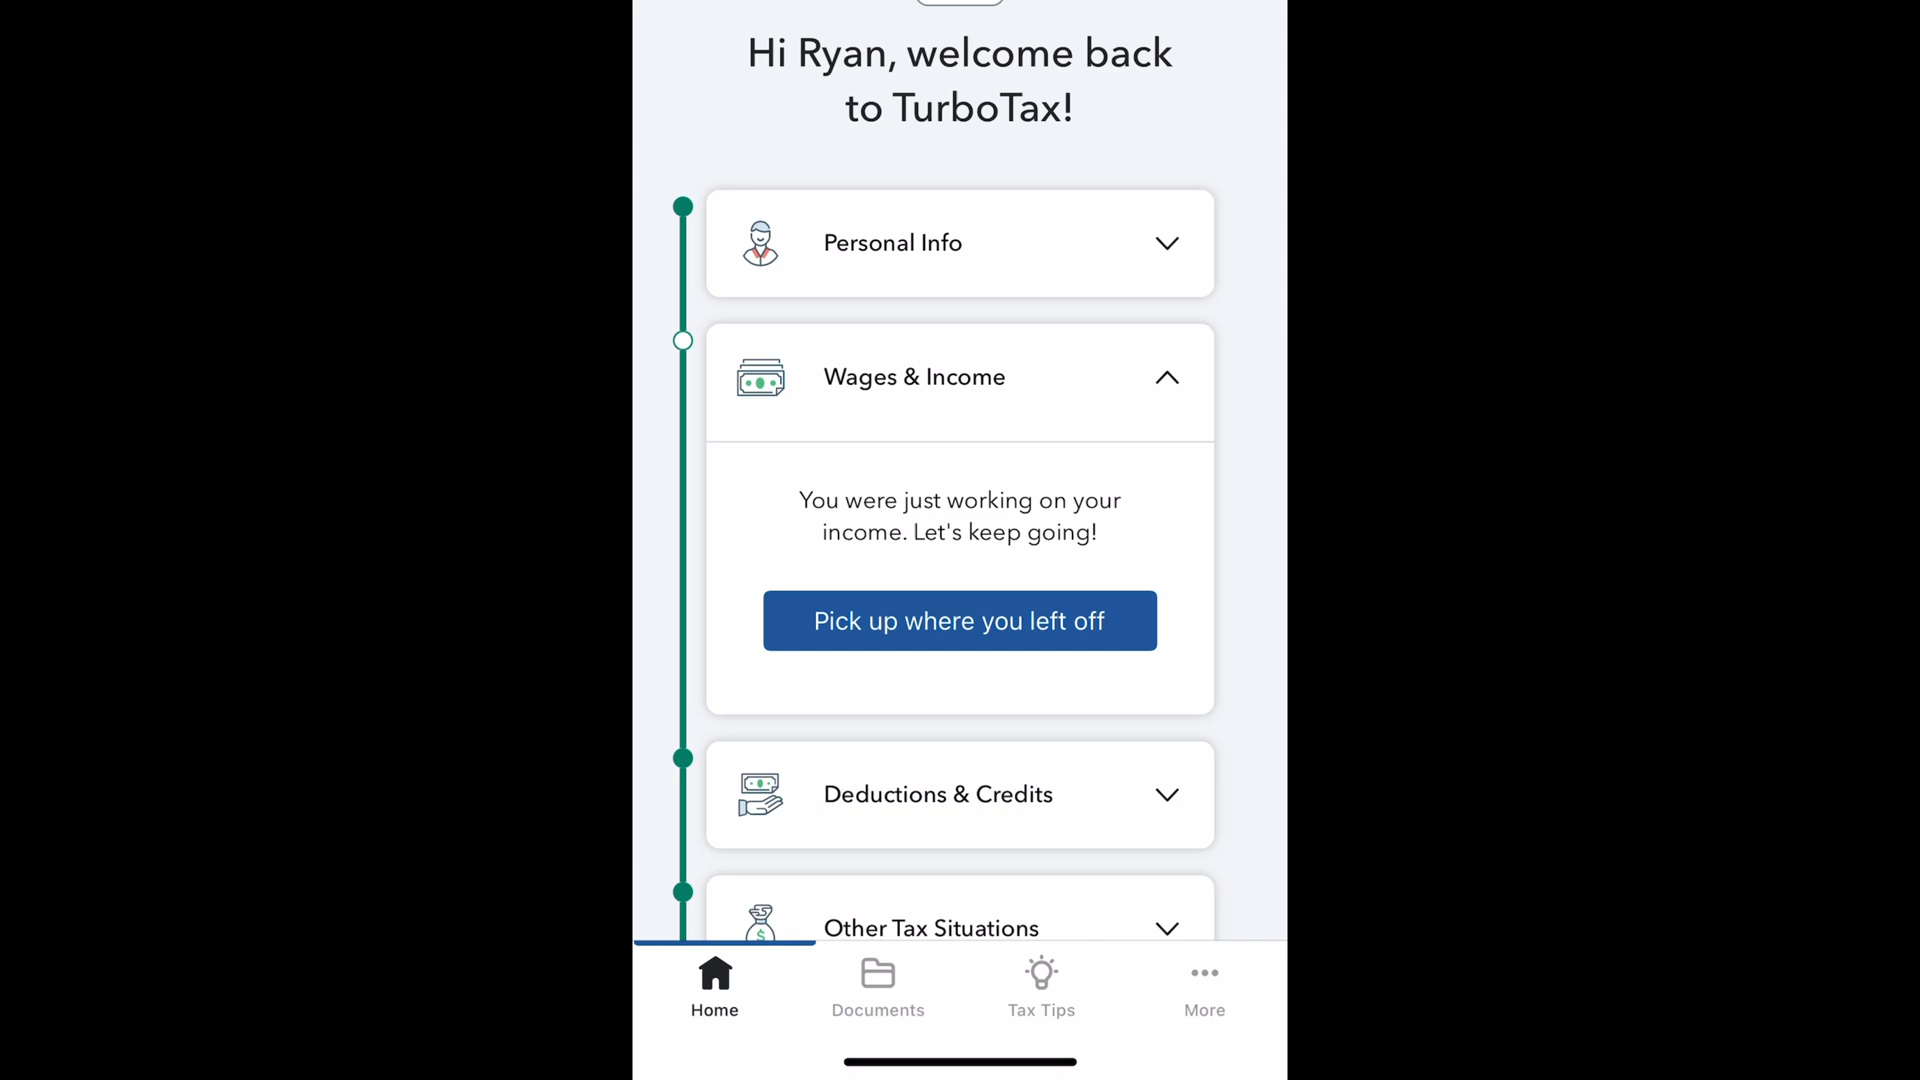 Hi Ryan, welcome back
to TurboTax!
Personal Info
Wages & Income
You were just working on your
income. Let's keep going!
Pick up where you left off
Deductions & Credits
Other Tax Situations
Home
Documents
Tax Tips
More